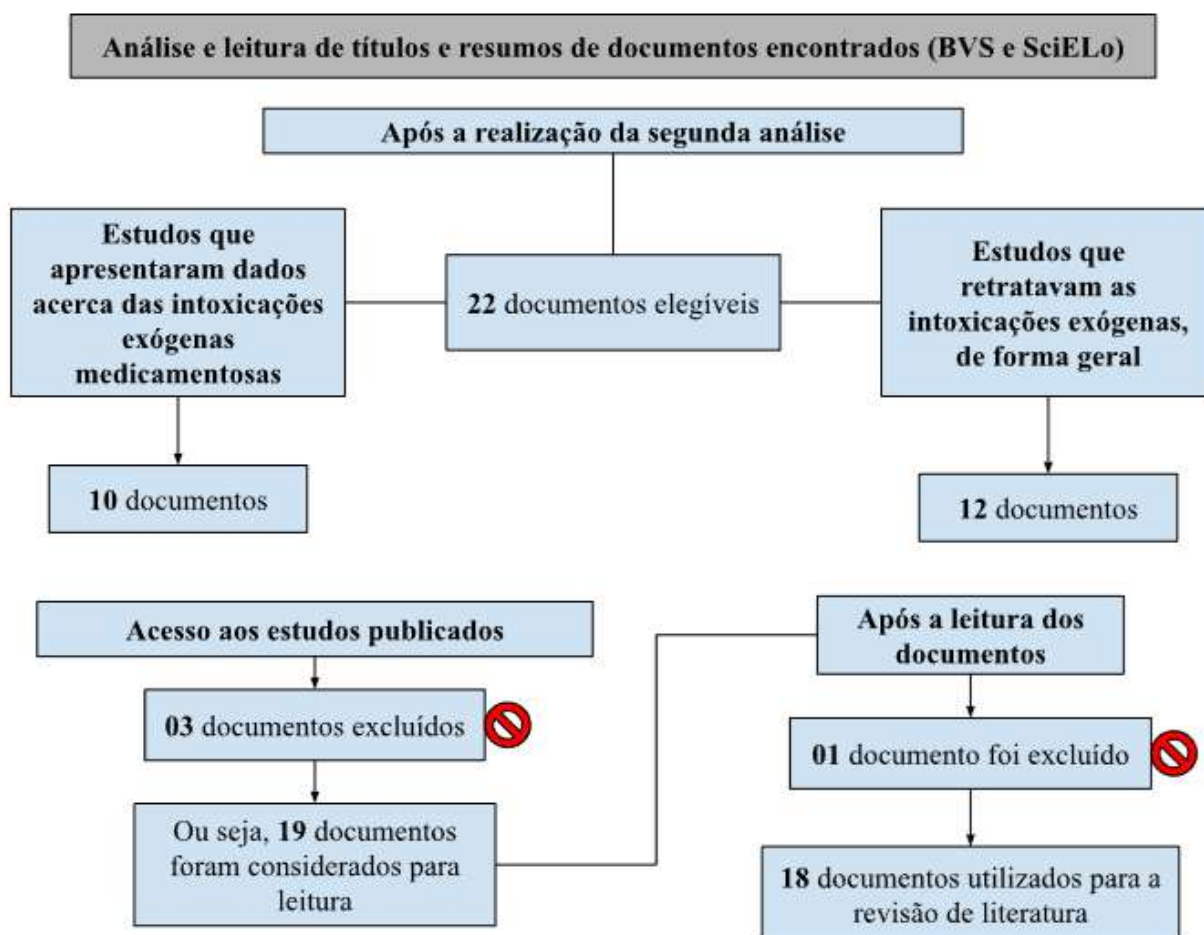 Análise e leitura de títulos e resumos de documentos encontrados (BVS e SciELo)
Após a realização da segunda análise
Estudos que
apresentaram dados
acerca das intoxicações
exógenas
medicamentosas
22 documentos elegíveis
Estudos que
retratavam as
intoxicações exógenas,
de forma geral
10 documentos
12 documentos
Acesso aos estudos publicados
03 documentos excluídos
Ou seja, 19 documentos
foram considerados para
leitura
Após a leitura dos
documentos
01 documento foi excluído
18 documentos utilizados para a
revisão de literatura